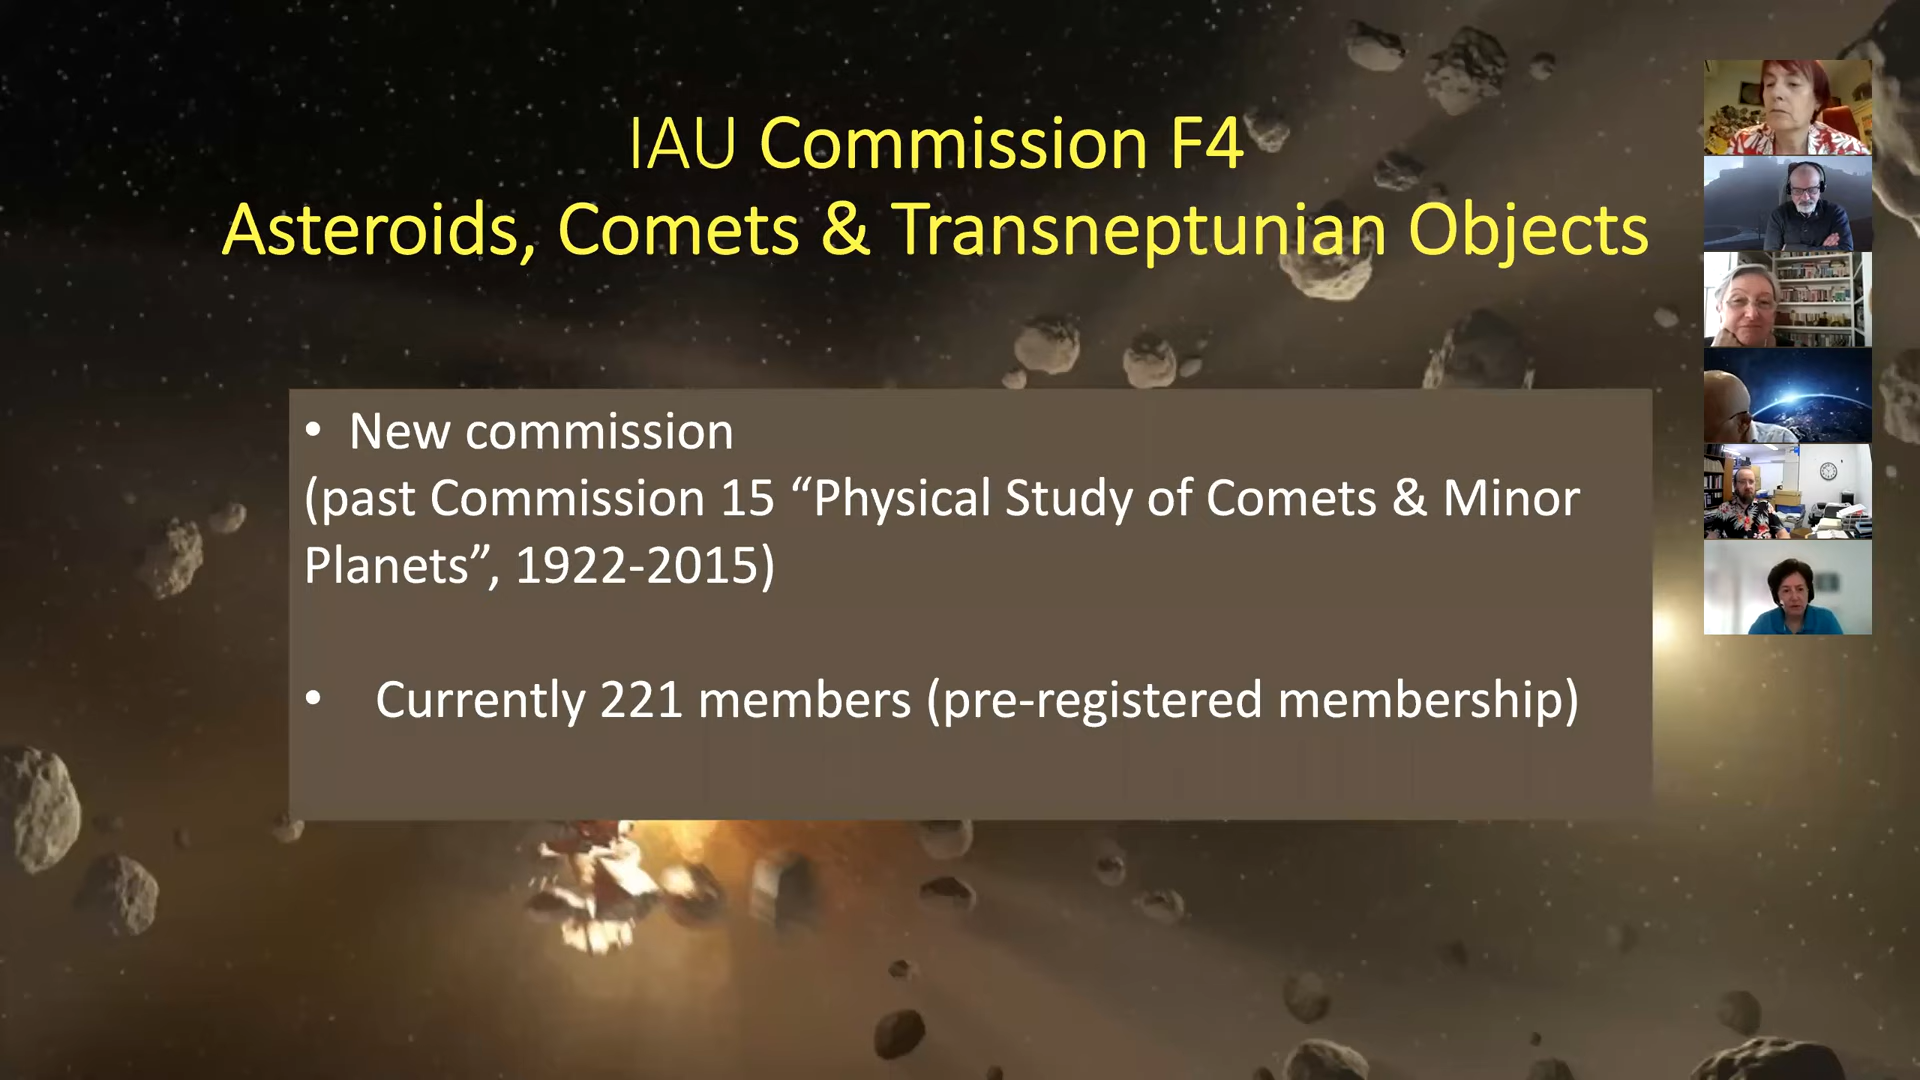 IAU Commission F4
Asteroids, Comets & Transneptunian Objects
• New commission
(past Commission 15 “Physical Study of Comets & Minor
Planets”, 1922-2015)
• Currently 221 members (pre-registered membership)